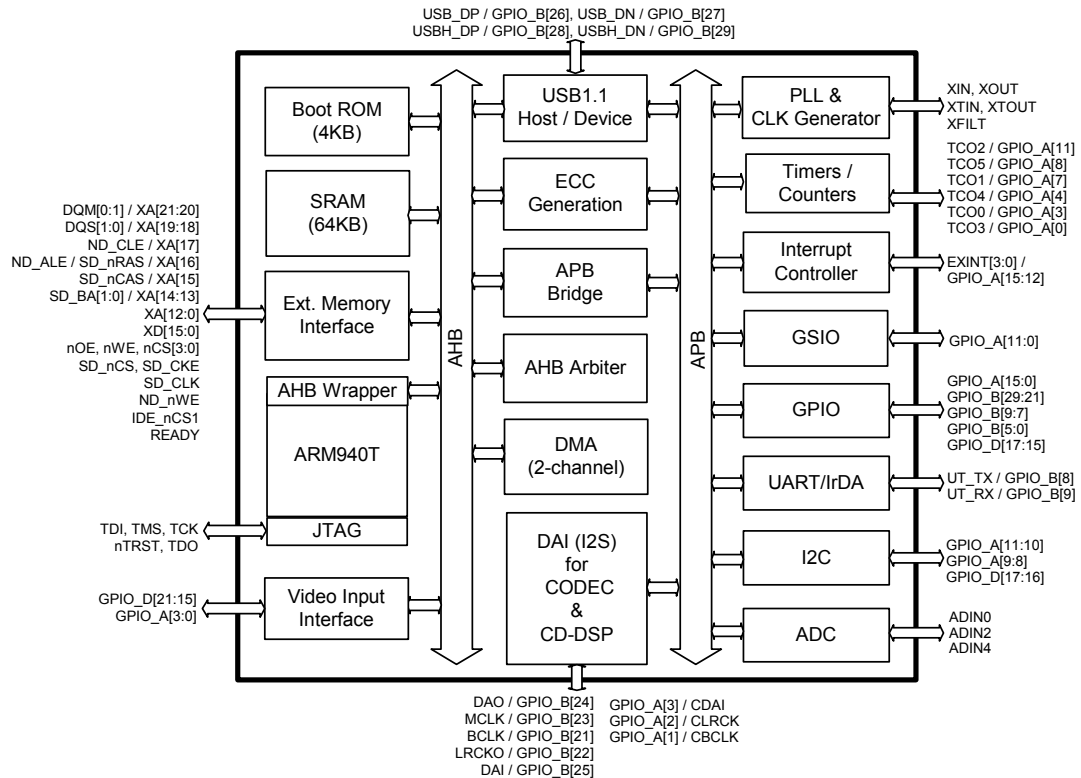 USB_DP / GPIO_B[26], USB_DN / GPIO_B[27]
USBH_DP / GPIO_B[28], USBH_DN / GPIO_B[29]
Boot ROM
(4KB)
SRAM
(64KB)
DQM[0:1] / XA[21:20]
DQS[1:0] / XA[19:18]
ND_CLE / XA[17]
ND_ALE / SD_nRAS / XA[16]
SD_nCAS / XA[15]
SD_BA[1:0] / XA[14:13]
XA[12:0]
XD[15:0]
nOE, nWE, nCS[3:0]
SD_nCS, SD_CKE
SD_CLK
ND_nWE
IDE_nCS1
READY
Ext. Memory
Interface
AHB Wrapper
ARM940T
JTAG
TDI, TMS, TCK
nTRST, TDO
GPIO_D[21:15]
GPIO_A[3:0]
Video Input
Interface
AHB
USB1.1
Host / Device
ECC
Generation
APB
Bridge
AHB Arbiter
DMA
(2-channel)
DAI (I2S)
for
CODEC
&
CD-DSP
APB
PLL &
CLK Generator
Timers /
Counters
Interrupt
Controller
GSIO
GPIO
UART/IrDA
I2C
ADC
XIN, XOUT
XTIN, XTOUT
XFILT
TCO2 / GPIO_A[11]
TCO5 / GPIO_A[8]
TCO1 / GPIO_A[7]
TCO4 / GPIO_A[4]
TCO0 / GPIO_A[3]
TCO3 / GPIO_A[0]
EXINT[3:0] /
GPIO_A[15:12]
GPIO_A[11:0]
GPIO_A[15:0]
GPIO_B[29:21]
GPIO_B[9:7]
GPIO_B[5:0]
GPIO_D[17:15]
UT_TX / GPIO_B[8]
UT_RX / GPIO_B[9]
GPIO_A[11:10]
GPIO_A[9:8]
GPIO_D[17:16]
ADIN0
ADIN2
ADIN4
DAO / GPIO_B[24]
MCLK / GPIO_B[23]
BCLK / GPIO_B[21]
LRCKO / GPIO_B[22]
DAI / GPIO_B[25]
GPIO_A[3] / CDAI
GPIO_A[2] / CLRCK
GPIO_A[1] / CBCLK